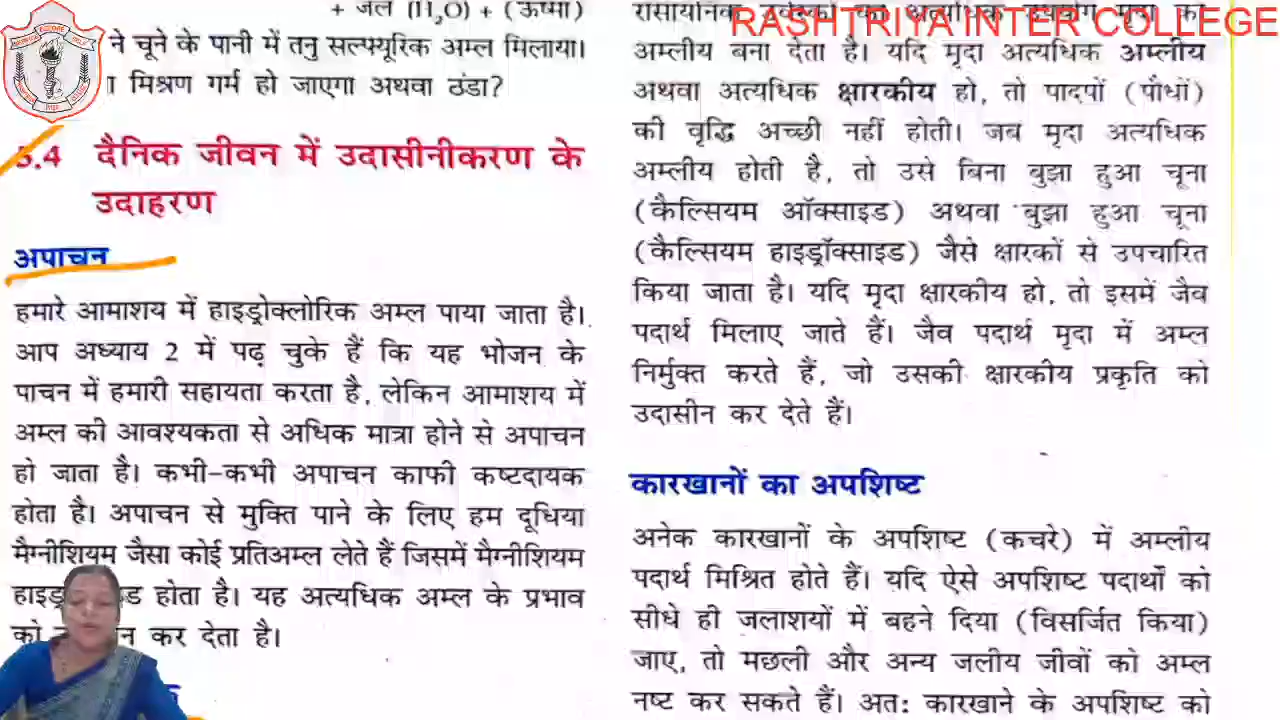 + जल (H₂O) + (ऊष्मा)
ने चूने के पानी में तनु सल्फ्यूरिक अम्ल मिलाया।
मिश्रण गर्म हो जाएगा अथवा ठंडा?
5.4 दैनिक जीवन में उदासीनीकरण के
उदाहरण
अपाचन
हमारे आमाशय में हाइड्रोक्लोरिक अम्ल पाया जाता है।
आप अध्याय 2 में पढ़ चुके हैं कि यह भोजन के
पाचन में हमारी सहायता करता है, लेकिन आमाशय में
अम्ल की आवश्यकता से अधिक मात्रा होने से अपाचन
हो जाता है। कभी-कभी अपाचन काफी कष्टदायक
होता है। अपाचन से मुक्ति पाने के लिए हम दूधिया
मैग्नीशियम जैसा कोई प्रतिअम्ल लेते हैं जिसमें मैग्नीशियम
होता है। यह अत्यधिक अम्ल के प्रभाव
को कर देता है।
RASHTRIYA INTER COLLEGE
अम्लीय बना देता है। यदि मृदा अत्यधिक अम्लीय
अथवा अत्यधिक क्षारकीय हो, तो पादपों (पौधों)
की वृद्धि अच्छी नहीं होती। जब मृदा अत्यधिक
अम्लीय होती है, तो उसे बिना बुझा हुआ चूना
(कैल्सियम ऑक्साइड) अथवा बुझा हुआ चूना
(कैल्सियम हाइड्रॉक्साइड) जैसे क्षारकों से उपचारित
किया जाता है। यदि मृदा क्षारकीय हो, तो इसमें जैव
पदार्थ मिलाए जाते हैं। जैव पदार्थ मृदा में अम्ल
निर्मुक्त करते हैं, जो उसकी क्षारकीय प्रकृति को
उदासीन कर देते हैं।
कारखानों का अपशिष्ट
अनेक कारखानों के अपशिष्ट (कचरे) में अम्लीय
पदार्थ मिश्रित होते हैं। यदि ऐसे अपशिष्ट पदार्थों को
सीधे ही जलाशयों में बहने दिया (विसर्जित किया)
जाए, तो मछली और अन्य जलीय जीवों को अम्ल
नष्ट कर सकते हैं। अत: कारखाने के अपशिष्ट को